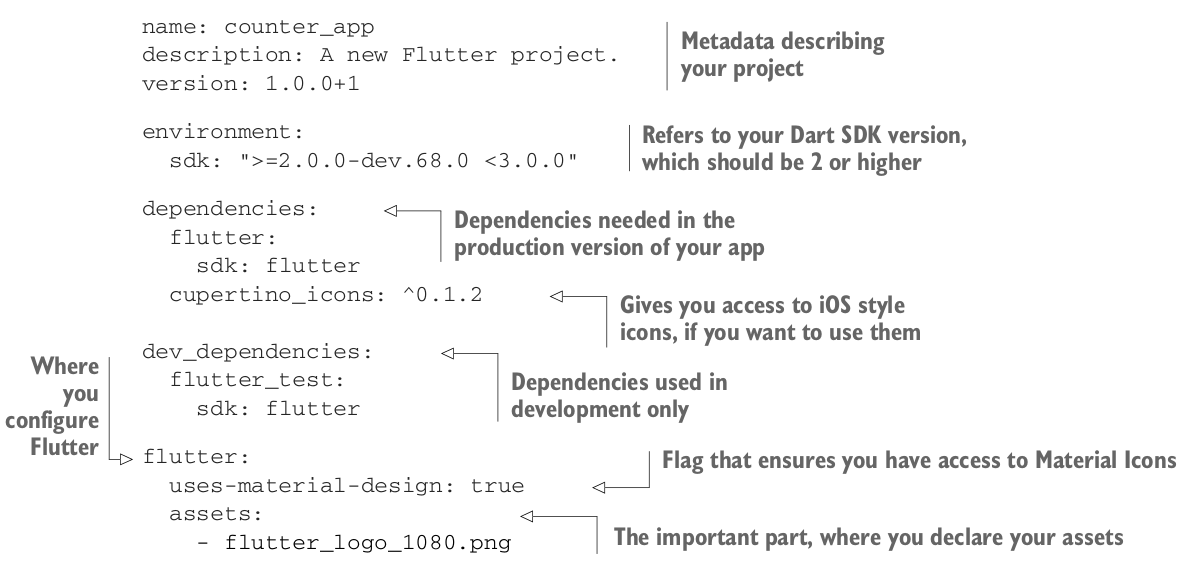 name: counter_app
description: A new Flutter project.
version: 1.0.0+1
Metadata describing
your project
environment:
  sdk: ">=2.0.0-dev.68.0 <3.0.0"
Refers to your Dart SDK version,
which should be 2 or higher
dependencies:
  flutter:
    sdk: flutter
  cupertino_icons: ^0.1.2
Dependencies needed in the
production version of your app
Gives you access to iOS style
icons, if you want to use them
dev_dependencies:
  flutter_test:
    sdk: flutter
Dependencies used in
development only
Where
you
configure
Flutter
flutter:
  uses-material-design: true
  assets:
    - flutter_logo_1080.png
Flag that ensures you have access to Material Icons
The important part, where you declare your assets